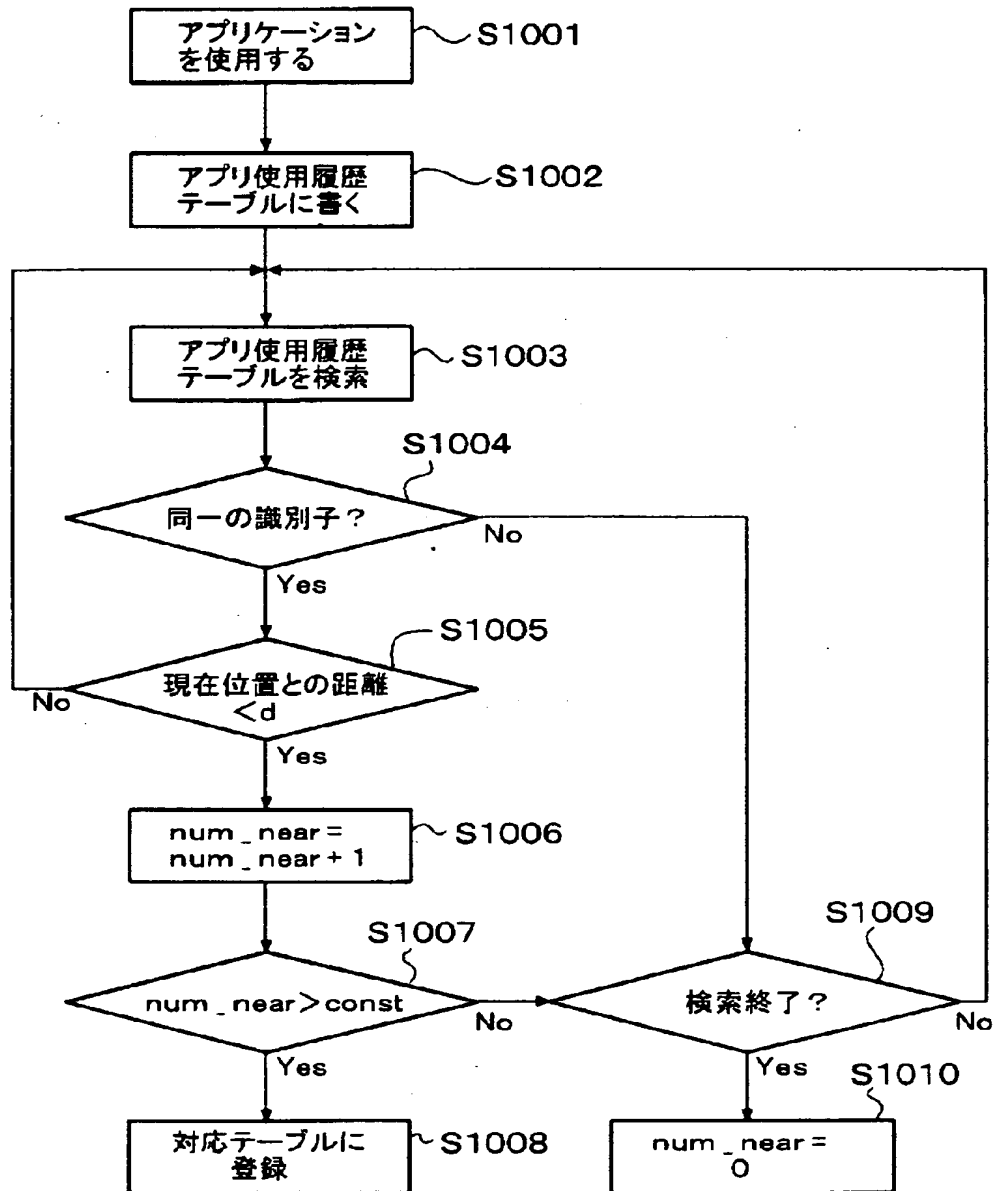 アプリケーション
を使用する
S1001
アプリ使用履歴
テーブルに書く
S1002
アプリ使用履歴
テーブルを検索
S1003
S1004
同一の識別子?
No
Yes
S1005
現在位置との距離
<d
No
Yes
num_near=
num_near+1
S1006
S1007
num_near>const
No
Yes
S1009
検索終了?
No
Yes
対応テーブルに
登録
S1008
S1010
num_near=
0